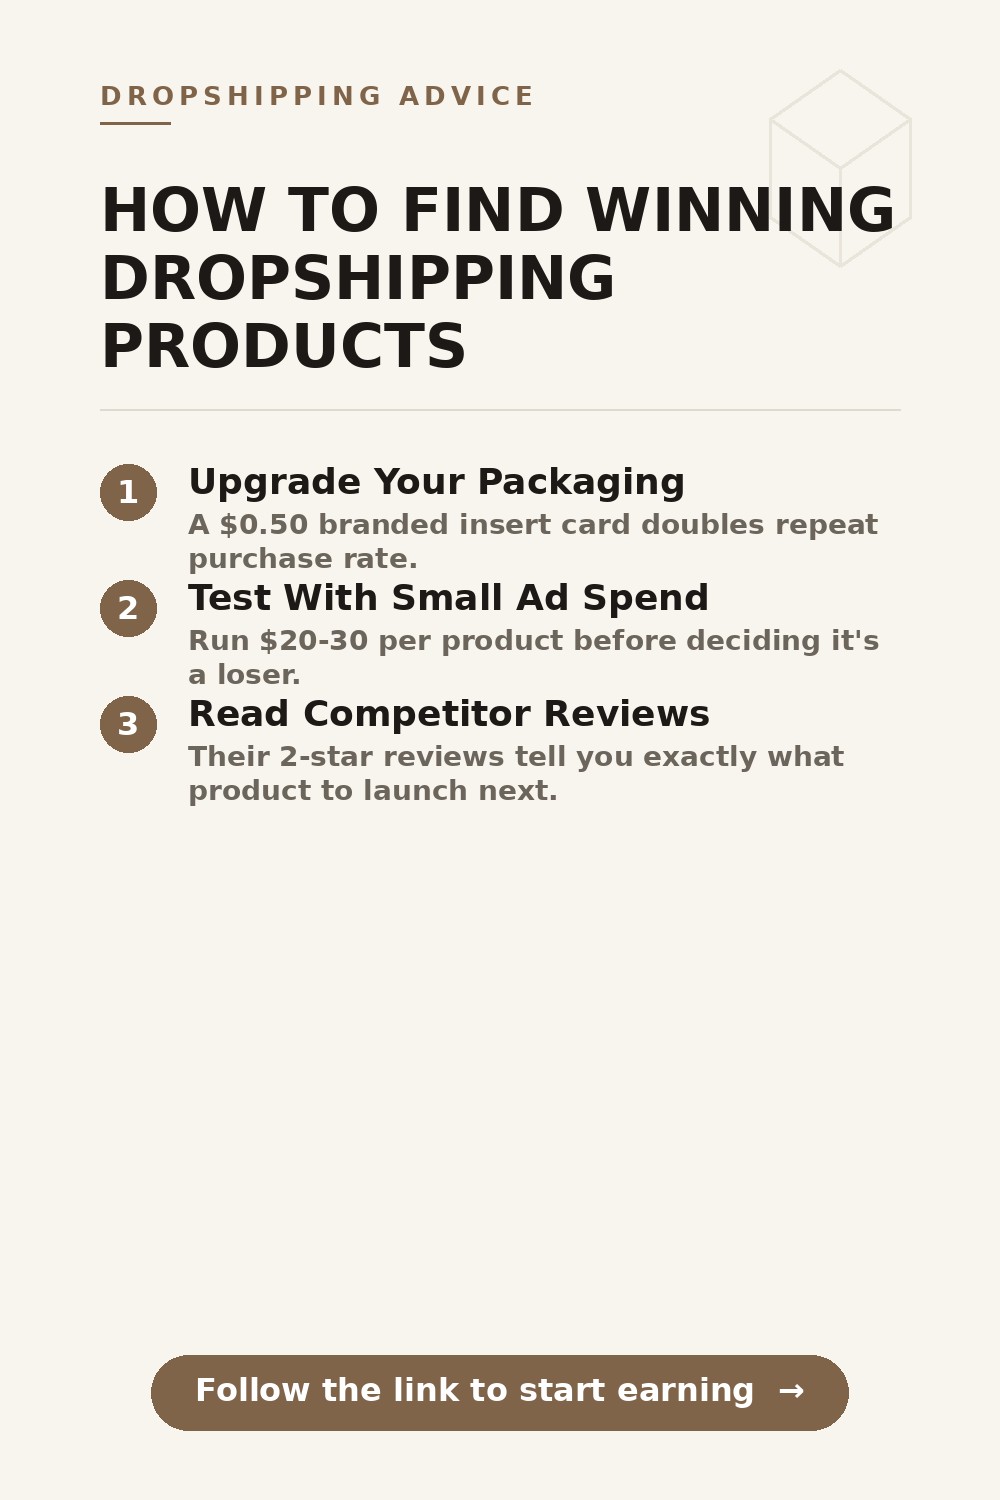 DROPSHIPPING ADVICE
HOW TO FIND WINNING
DROPSHIPPING
PRODUCTS
1 Upgrade Your Packaging
A $0.50 branded insert card doubles repeat
purchase rate.
2 Test With Small Ad Spend
Run $20-30 per product before deciding it's
a loser.
3 Read Competitor Reviews
Their 2-star reviews tell you exactly what
product to launch next.
Follow the link to start earning →